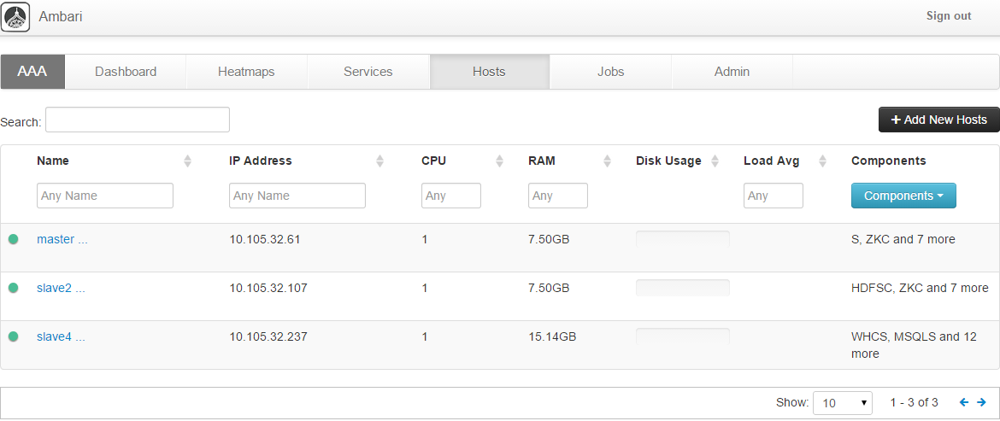 Ambari Sign out
AAA Dashboard Heatmaps Services Hosts Jobs Admin
Search: + Add New Hosts
Name IP Address CPU RAM Disk Usage Load Avg Components
Any Name Any Name Any Any Any Components
master ... 10.105.32.61 1 7.50GB S, ZKC and 7 more
slave2 ... 10.105.32.107 1 7.50GB HDFSC, ZKC and 7 more
slave4 ... 10.105.32.237 1 15.14GB WHCS, MSQLS and 12
more
Show: 10 1 - 3 of 3